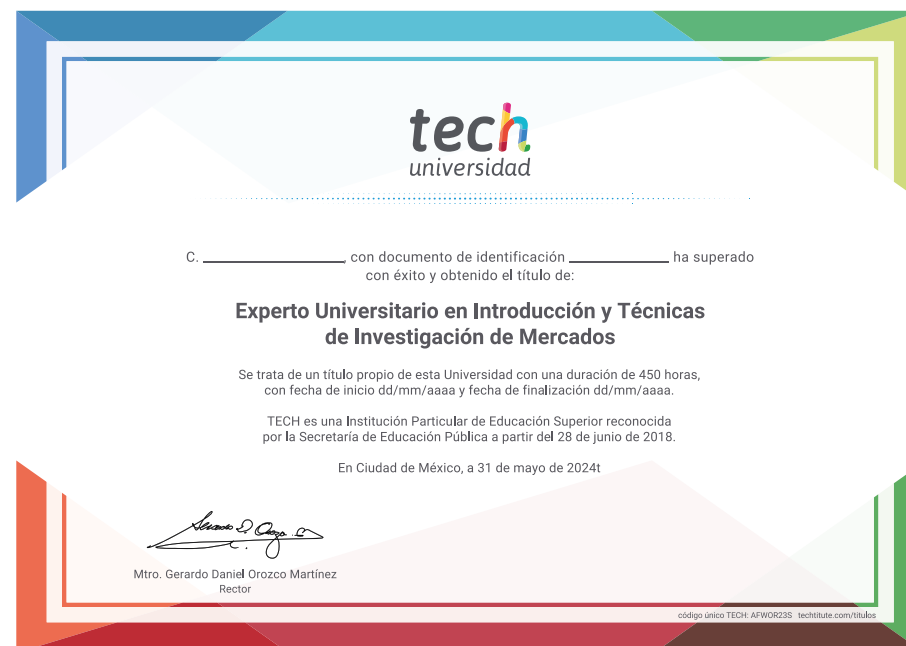 tech
universidad
C. ____________, con documento de identificación ____________ ha superado
con éxito y obtenido el título de:
Experto Universitario en Introducción y Técnicas
de Investigación de Mercados
Se trata de un título propio de esta Universidad con una duración de 450 horas,
con fecha de inicio dd/mm/aaaa y fecha de finalización dd/mm/aaaa.
TECH es una Institución Particular de Educación Superior reconocida
por la Secretaría de Educación Pública a partir del 28 de junio de 2018.
En Ciudad de México, a 31 de mayo de 2024t
Mtro. Gerardo Daniel Orozco Martínez
Rector
código único TECH: AFWOR23S techtitute.com/titulos